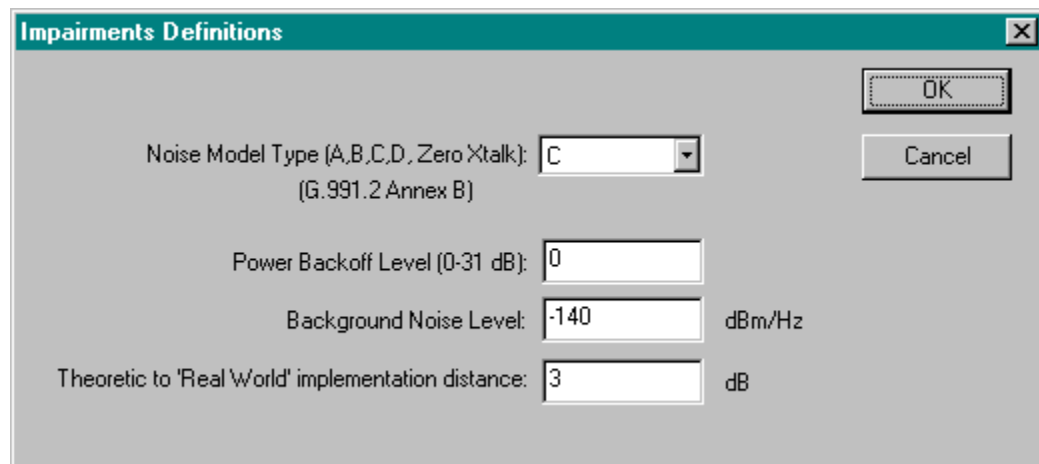 Impairments Definitions
OK
Noise Model Type (A,B,C,D, Zero Xtalk): C
Cancel
(G.991.2 Annex B)
Power Backoff Level (0-31 dB): 0
Background Noise Level: -140 dBm/Hz
Theoretic to 'Real World' implementation distance: 3 dB